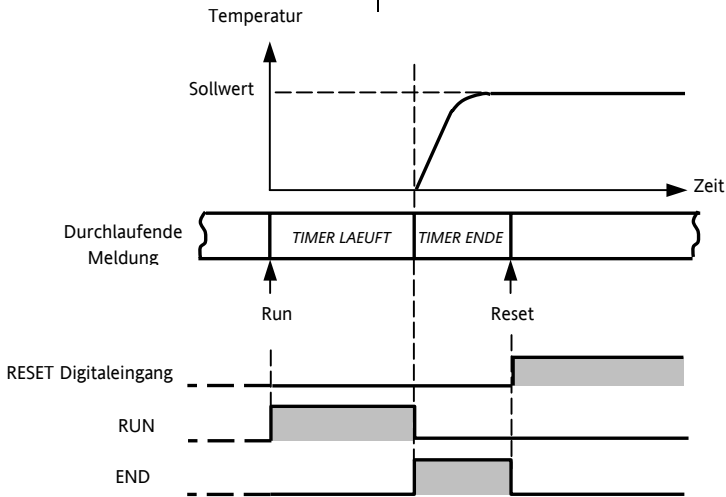 Temperatur
Sollwert
Zeit
Durchlaufende
Meldung
TIMER LAEUFT
TIMER ENDE
Run
Reset
RESET Digitaleingang
RUN
END